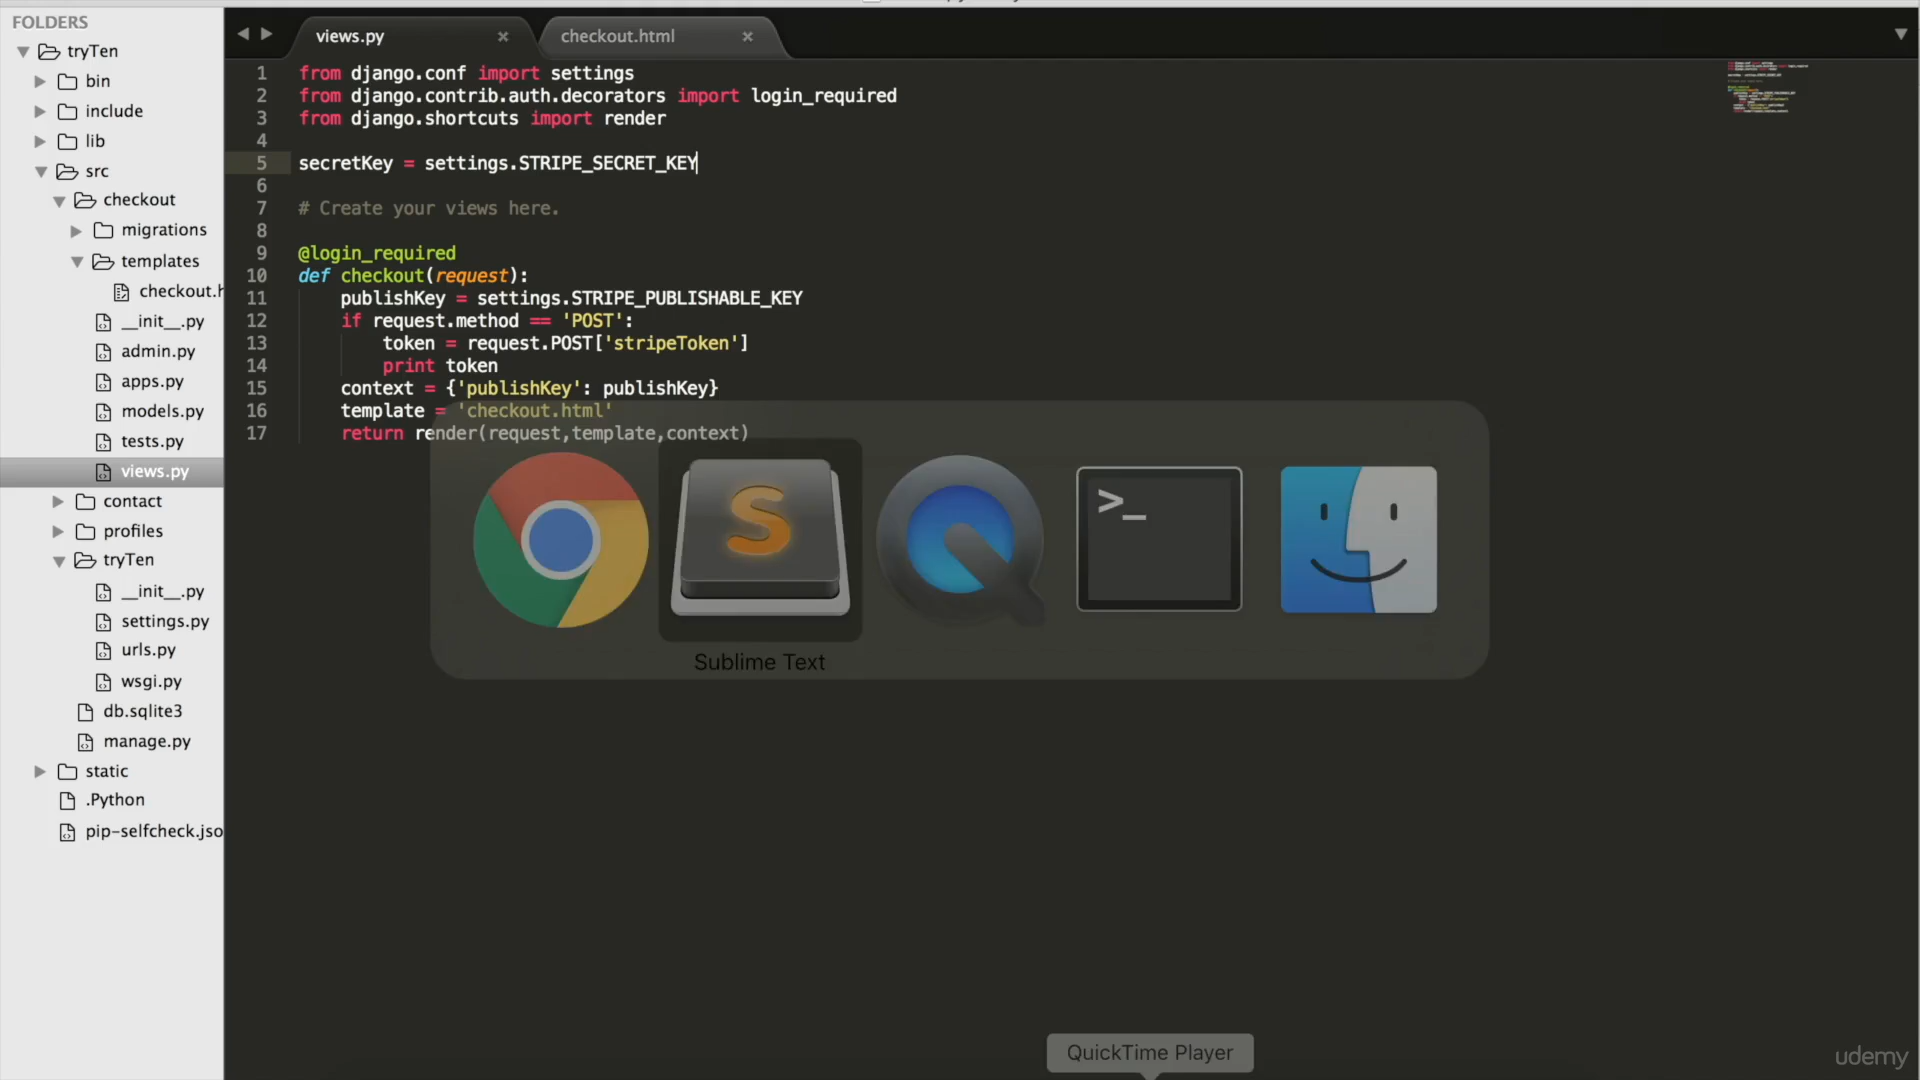 FOLDERS
tryTen
bin
include
lib
src
checkout
migrations
templates
checkout.h
__init__.py
admin.py
apps.py
models.py
tests.py
views.py
contact
profiles
tryTen
__init__.py
settings.py
urls.py
wsgi.py
db.sqlite3
manage.py
static
.Python
pip-selfcheck.jso
views.py
checkout.html
1 from django.conf import settings
2 from django.contrib.auth.decorators import login_required
3 from django.shortcuts import render
4
5 secretKey = settings.STRIPE_SECRET_KEY
6
7 # Create your views here.
8
9 @login_required
10 def checkout(request):
11 publishKey = settings.STRIPE_PUBLISHABLE_KEY
12 if request.method == 'POST':
13 token = request.POST['stripeToken']
14 print token
15 context = {'publishKey': publishKey}
16 template = 'checkout.html'
17 return render(request,template,context)
S
>_
Sublime Text
QuickTime Player
udemy